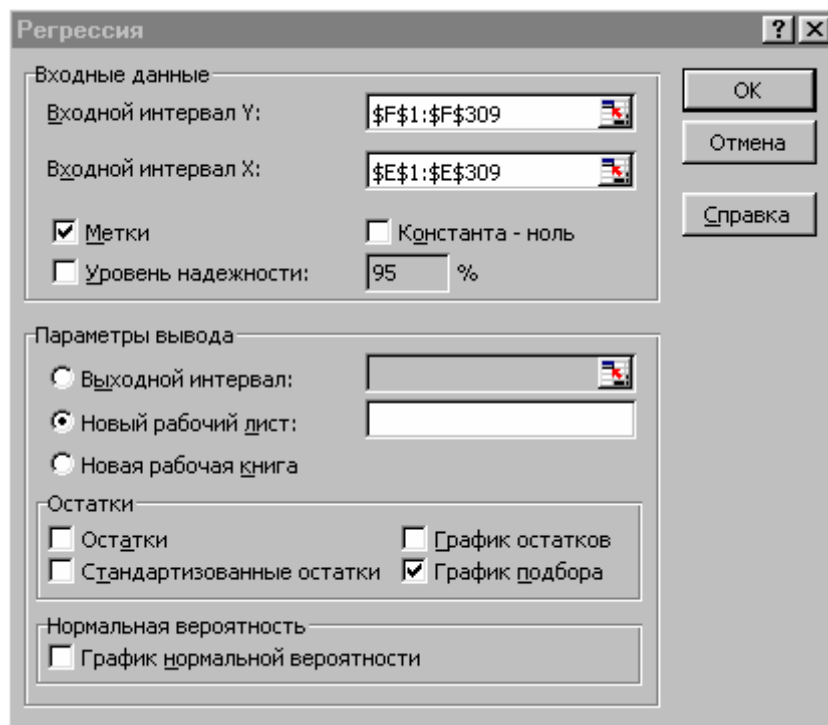 Регрессия
Входные данные
Входной интервал Y: $F$1:$F$309
Входной интервал X: $E$1:$E$309
Метки Константа - ноль
Уровень надежности: 95 %
OK
Отмена
Справка
Параметры вывода
Выходной интервал:
Новый рабочий лист:
Новая рабочая книга
Остатки
Остатки График остатков
Стандартизованные остатки График подбора
Нормальная вероятность
График нормальной вероятности